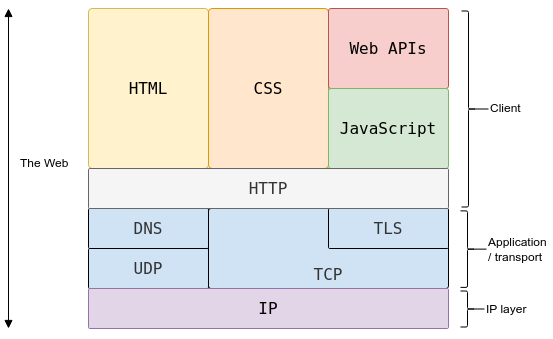 Web APIs
HTML
CSS
Client
JavaScript
The Web
HTTP
DNS
TLS
Application
/ transport
UDP
TCP
IP
IP layer